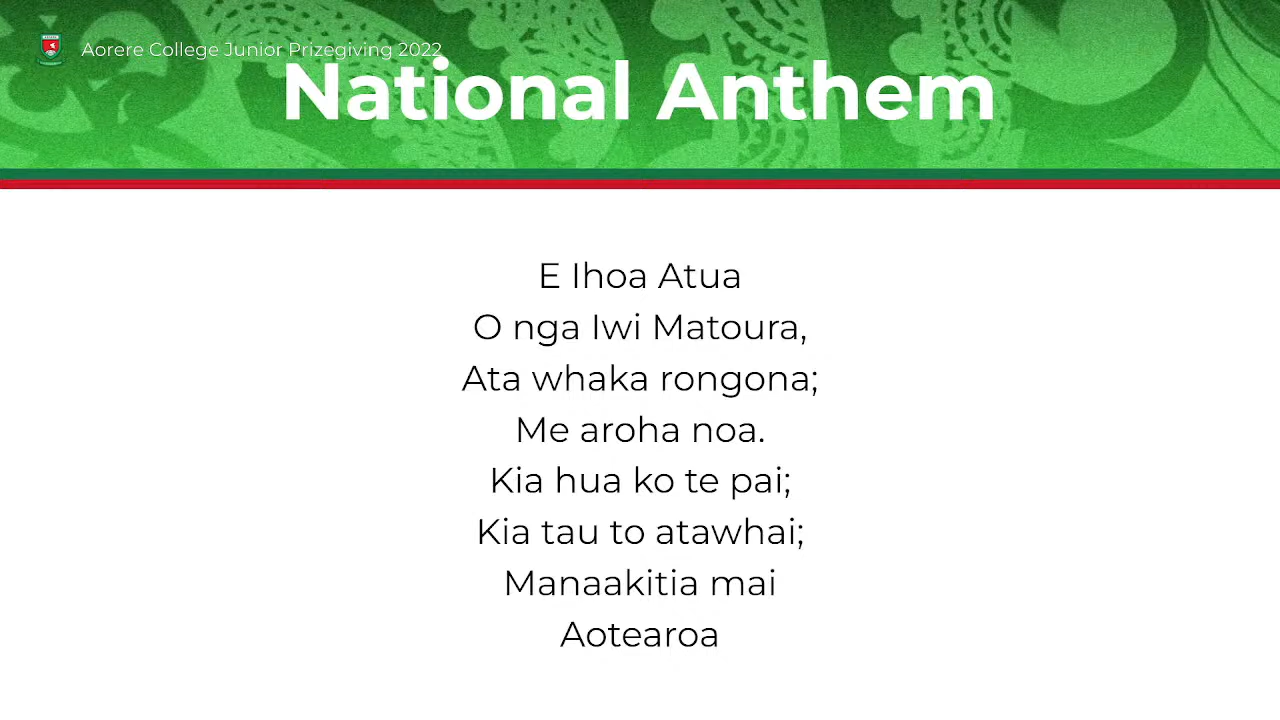 Aorere College Junior Prizegiving 2022
National Anthem
E Ihoa Atua
O nga Iwi Matoura,
Ata whaka rongona;
Me aroha noa.
Kia hua ko te pai;
Kia tau to atawhai;
Manaakitia mai
Aotearoa